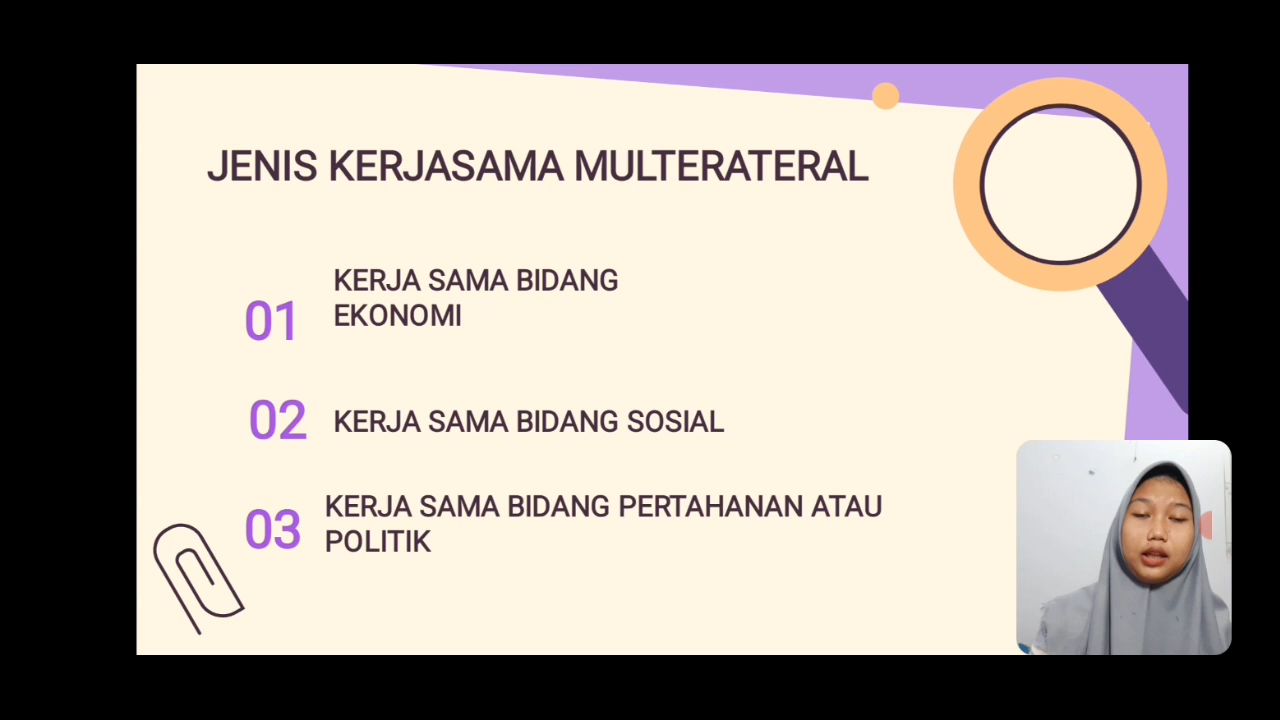 JENIS KERJASAMA MULTERATERAL
01
KERJA SAMA BIDANG
EKONOMI
02
KERJA SAMA BIDANG SOSIAL
03
KERJA SAMA BIDANG PERTAHANAN ATAU
POLITIK